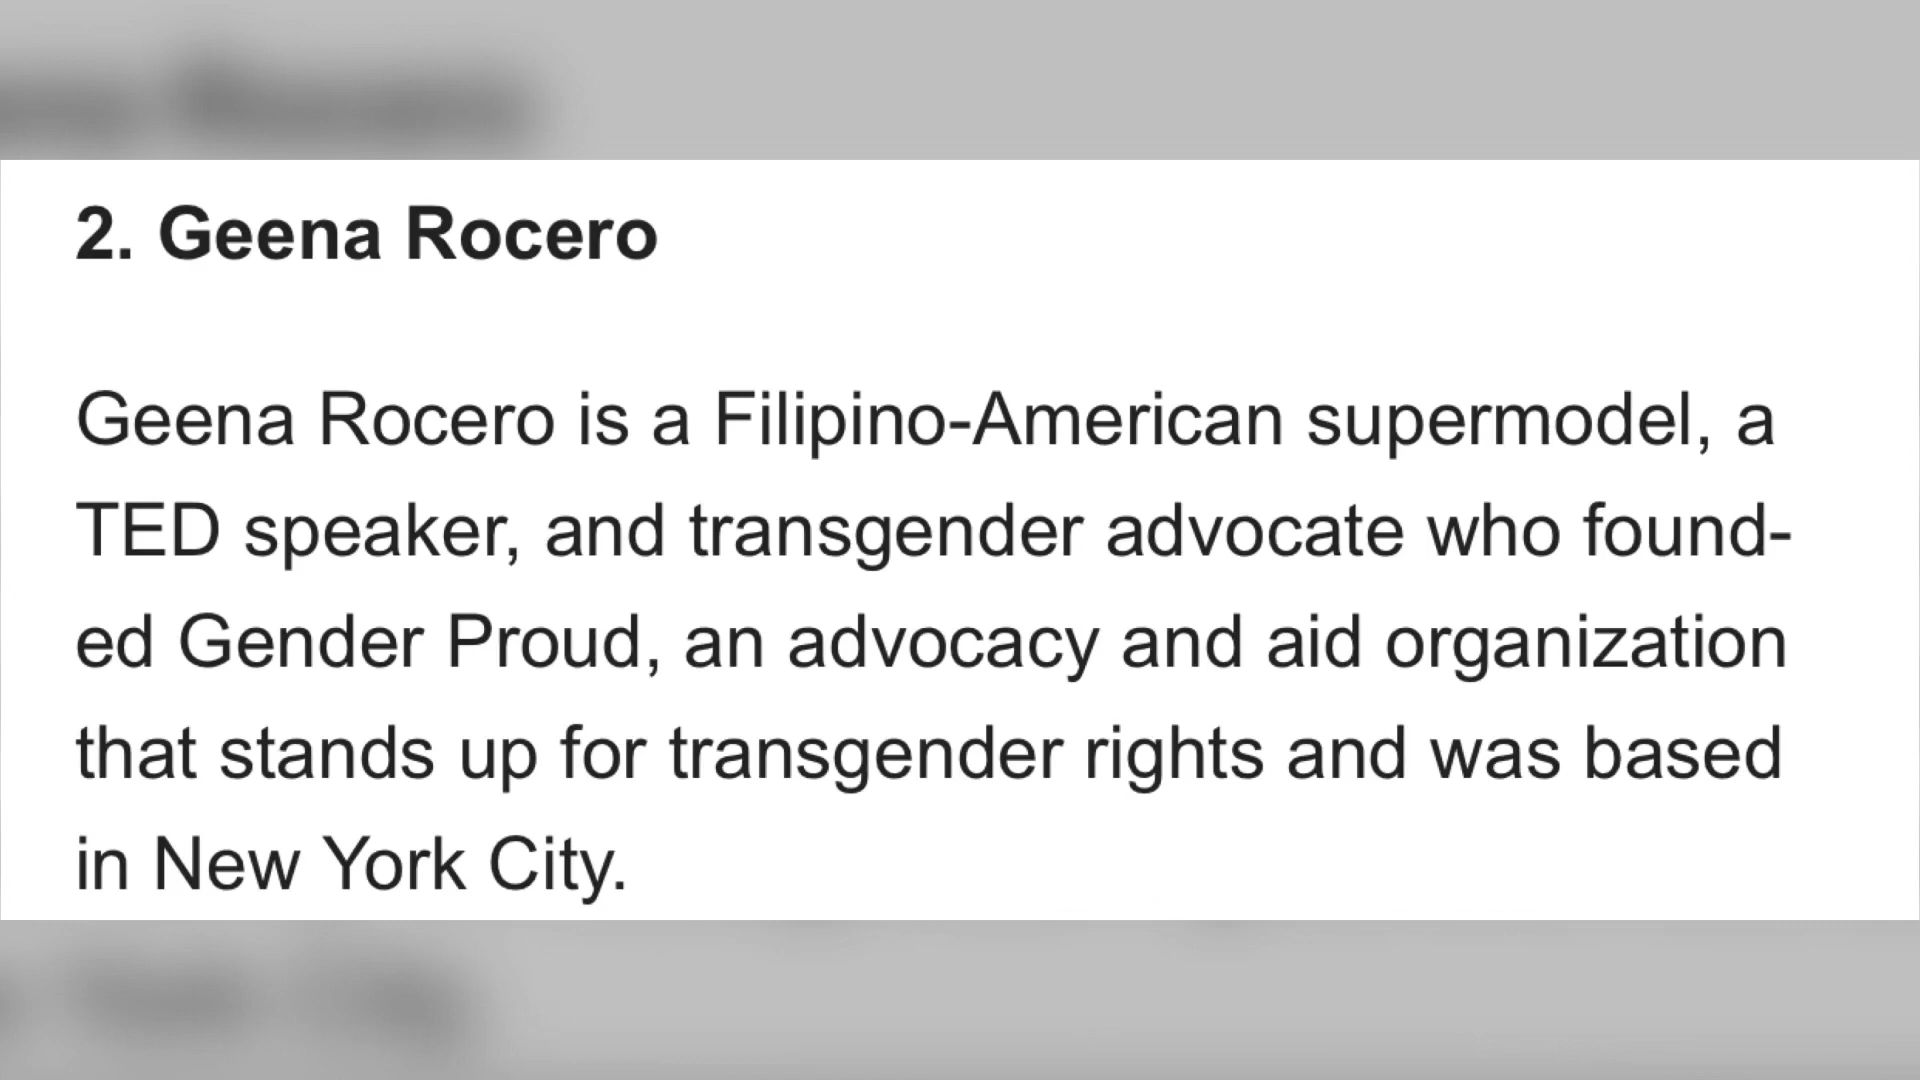 2. Geena Rocero
Geena Rocero is a Filipino-American supermodel, a
TED speaker, and transgender advocate who found-
ed Gender Proud, an advocacy and aid organization
that stands up for transgender rights and was based
in New York City.